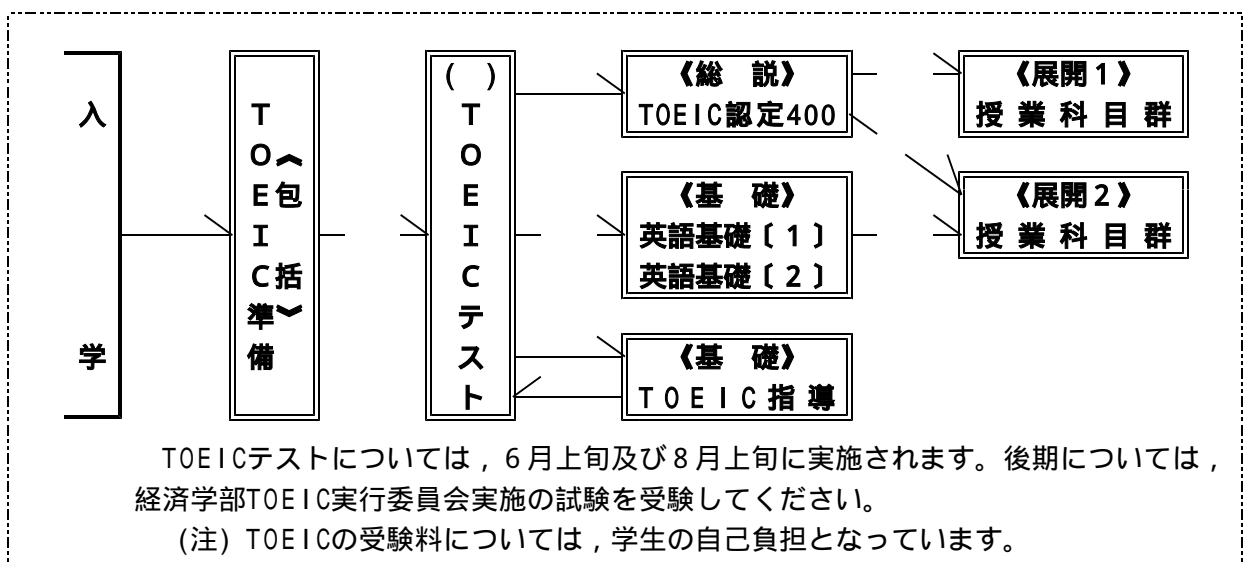 入学
TOEIC準備
《包括》
( )
TOEICテスト
《総 説》
TOEIC認定400
《展開1》
授業科目群
《基 礎》
英語基礎〔1〕
英語基礎〔2〕
《展開2》
授業科目群
《基 礎》
TOEIC指導
TOEICテストについては，6月上旬及び8月上旬に実施されます。後期については，
経済学部TOEIC実行委員会実施の試験を受験してください。
(注) TOEICの受験料については，学生の自己負担となっています。